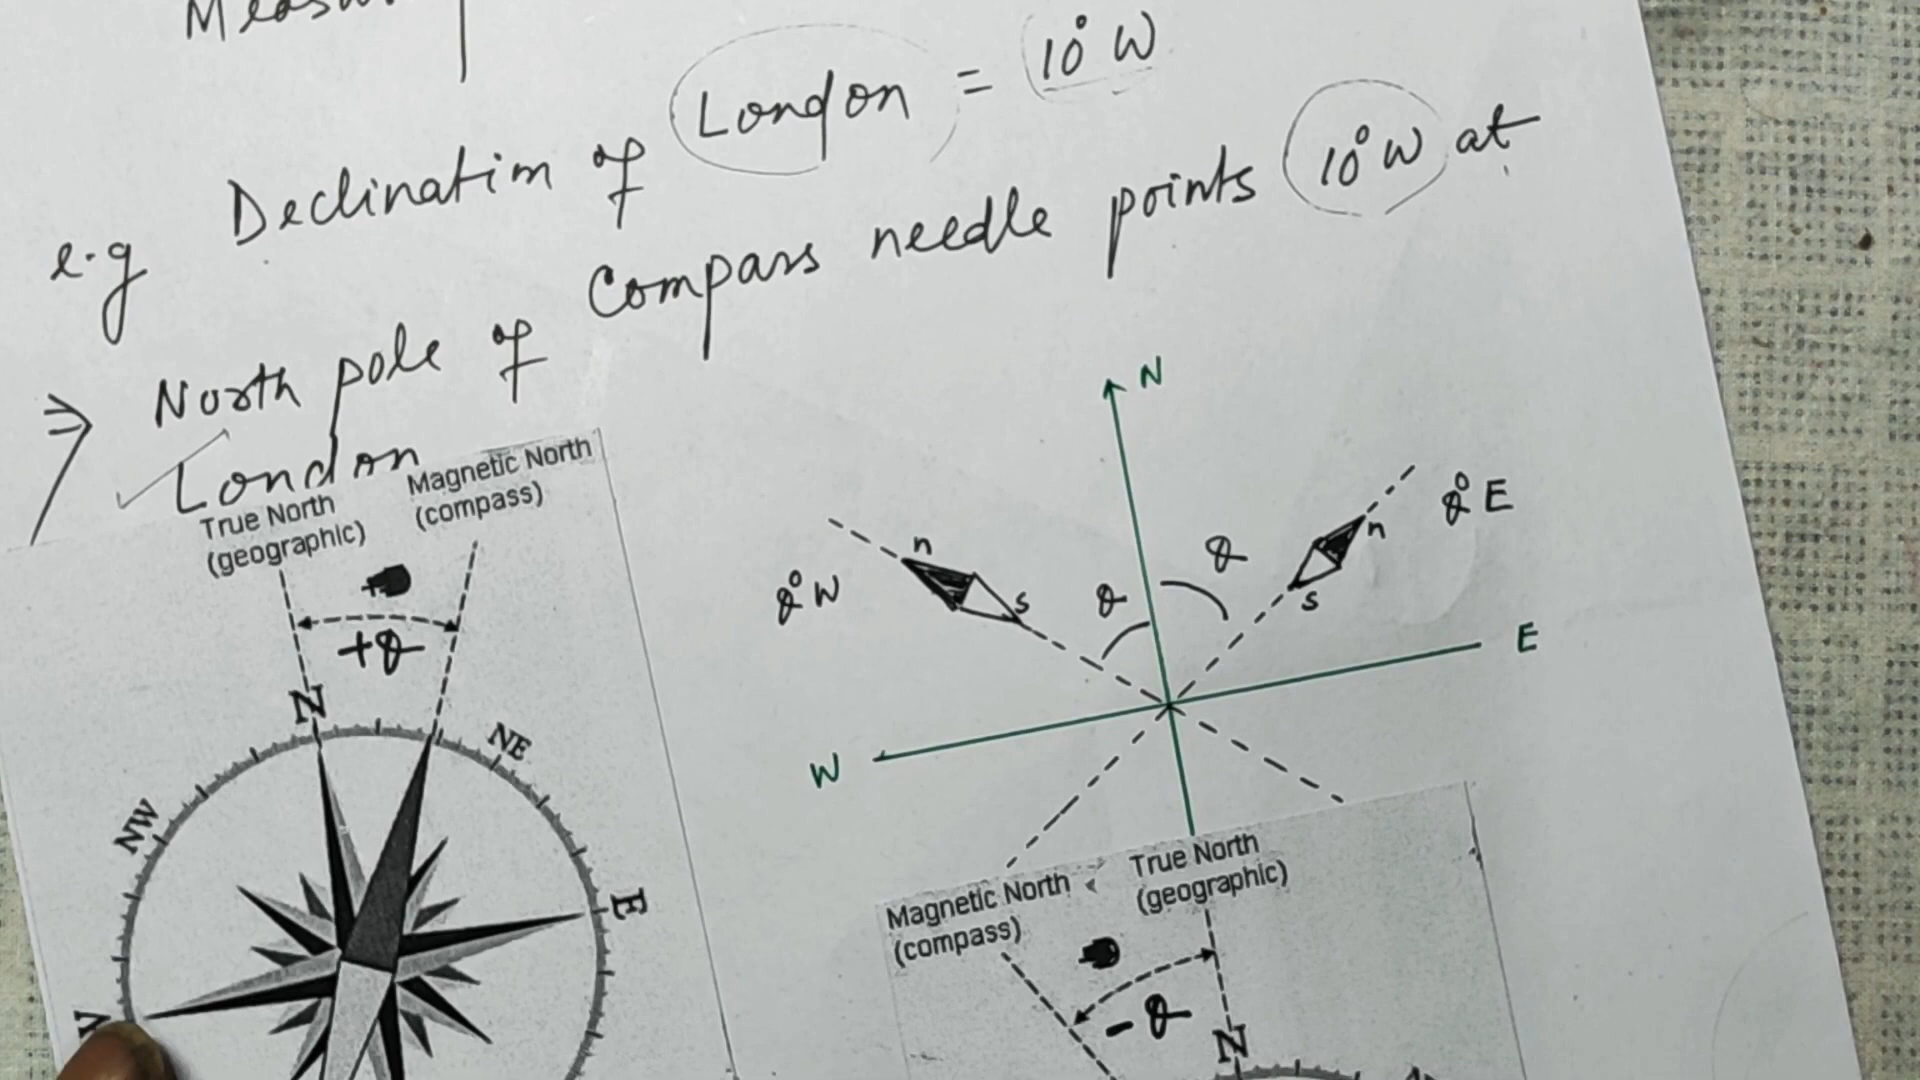 e.g Declination of London = 10° W
⇒ North pole of Compass needle points 10° W at
London
True North
(geographic)
Magnetic North
(compass)
+θ
N
NE
NW
E
N
n
s
θ° W
θ
θ
n
s
θ° E
E
W
Magnetic North
(compass)
True North
(geographic)
-θ
N